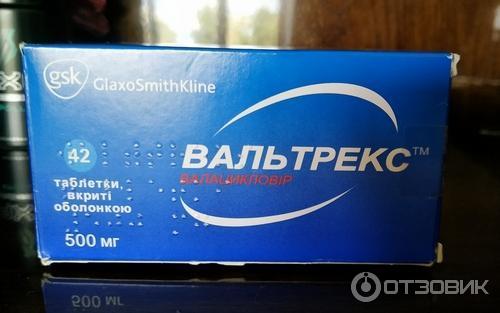 gsk GlaxoSmithKline
42
таблетки,
вкриті
оболонкою
500 мг
ВАЛЬТРЕКС™
ВАЛАЦИКЛОВІР
500 мг
ОТЗОВИК